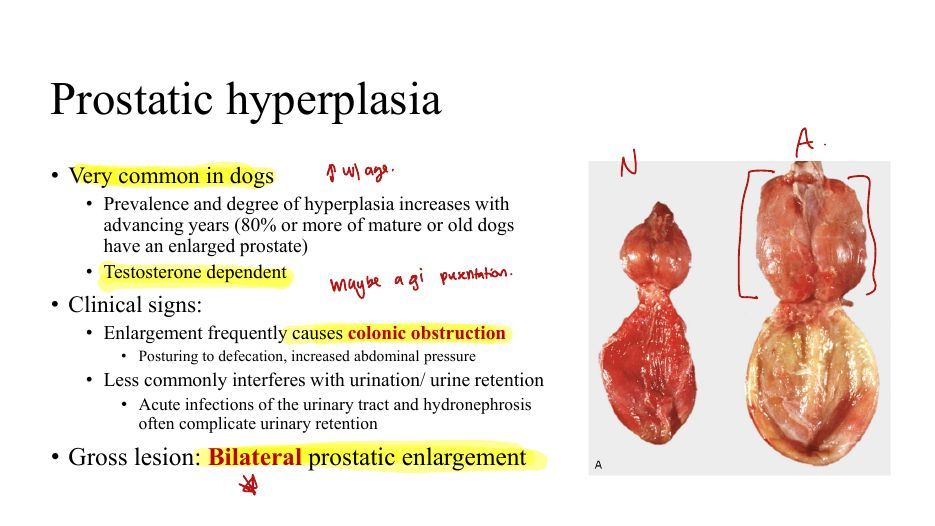 Prostatic hyperplasia
• Very common in dogs
↑ w/ age.
• Prevalence and degree of hyperplasia increases with
advancing years (80% or more of mature or old dogs
have an enlarged prostate)
• Testosterone dependent
maybe a gi presentation.
• Clinical signs:
• Enlargement frequently causes colonic obstruction
• Posturing to defecation, increased abdominal pressure
• Less commonly interferes with urination/ urine retention
• Acute infections of the urinary tract and hydronephrosis
often complicate urinary retention
• Gross lesion: Bilateral prostatic enlargement
N
A.
A